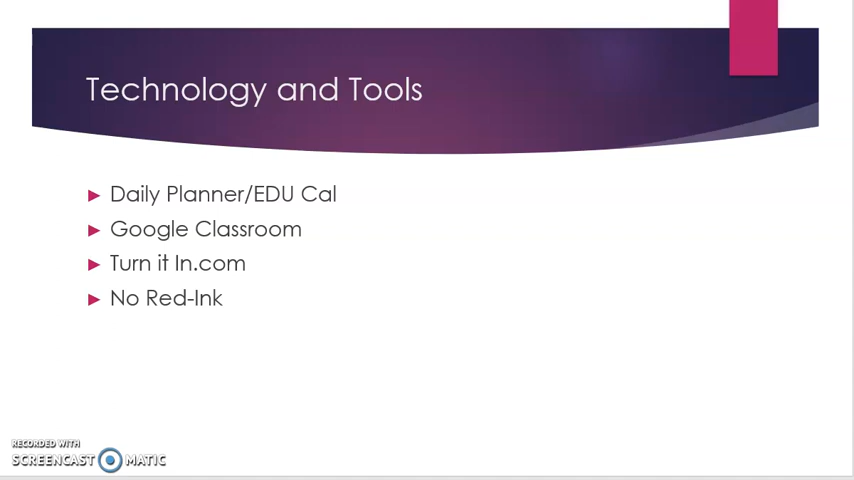 Technology and Tools
Daily Planner/EDU Cal
Google Classroom
Turn it In.com
No Red-Ink
RECORDED WITH
SCREENCAST MATIC